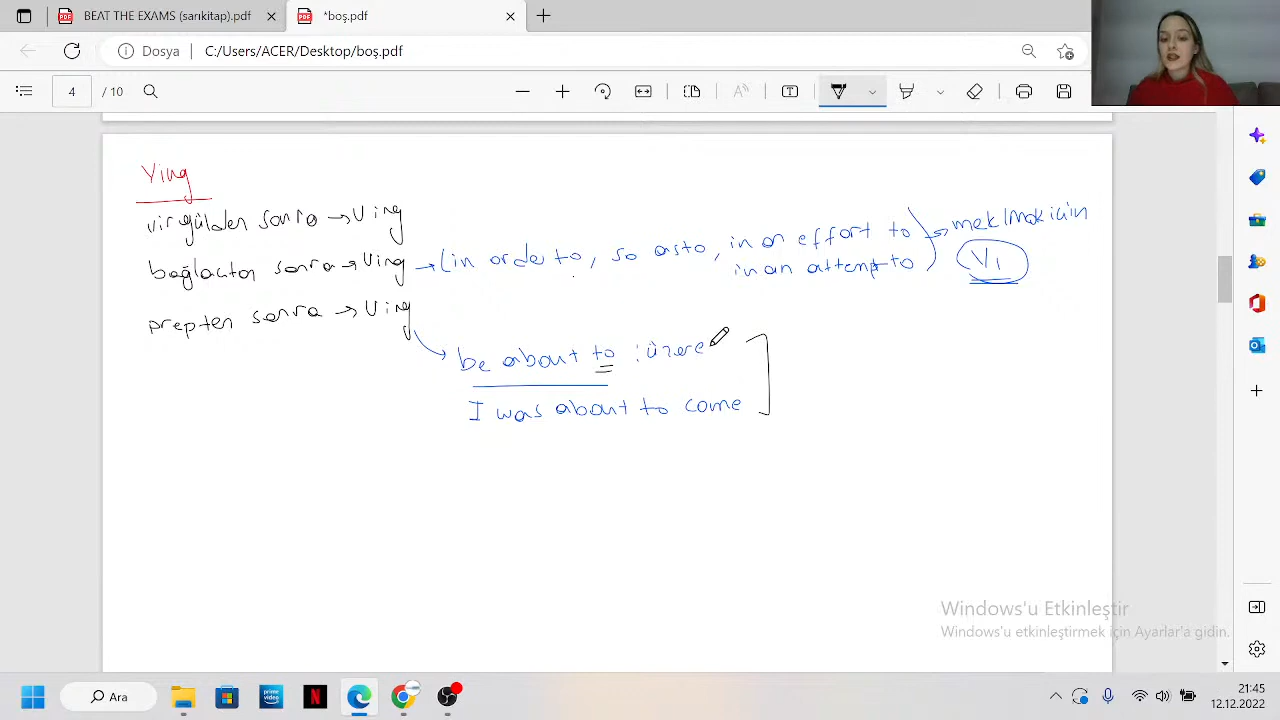 BEAT THE EXAMS (sarıkitap).pdf
*boş.pdf
Dosya
C:/Users/ACER/Desktop/boş.pdf
4
/ 10
Ving
virgülden sonra → Ving
bağlaçtan sonra → Ving
→ (in order to, so as to, in an effort to
in an attempt to)
→ mek/mak için
V1
prepten sonra → Ving
be about to : üzere
I was about to come
Windows'u Etkinleştir
Windows'u etkinleştirmek için Ayarlar'a gidin.
Ara
prime video
N
21:45
12.12.2022